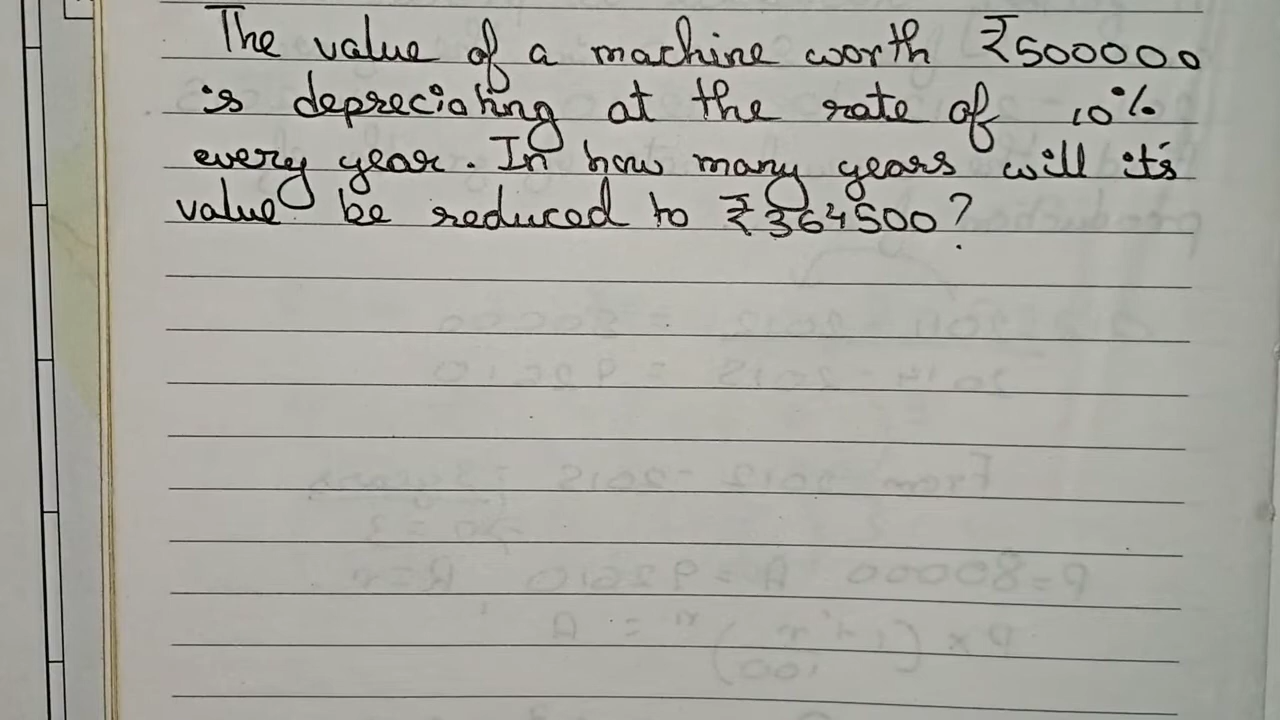 The value of a machine worth ₹500000
is depreciating at the rate of 10%
every year. In how many years will it's
value be reduced to ₹364500?